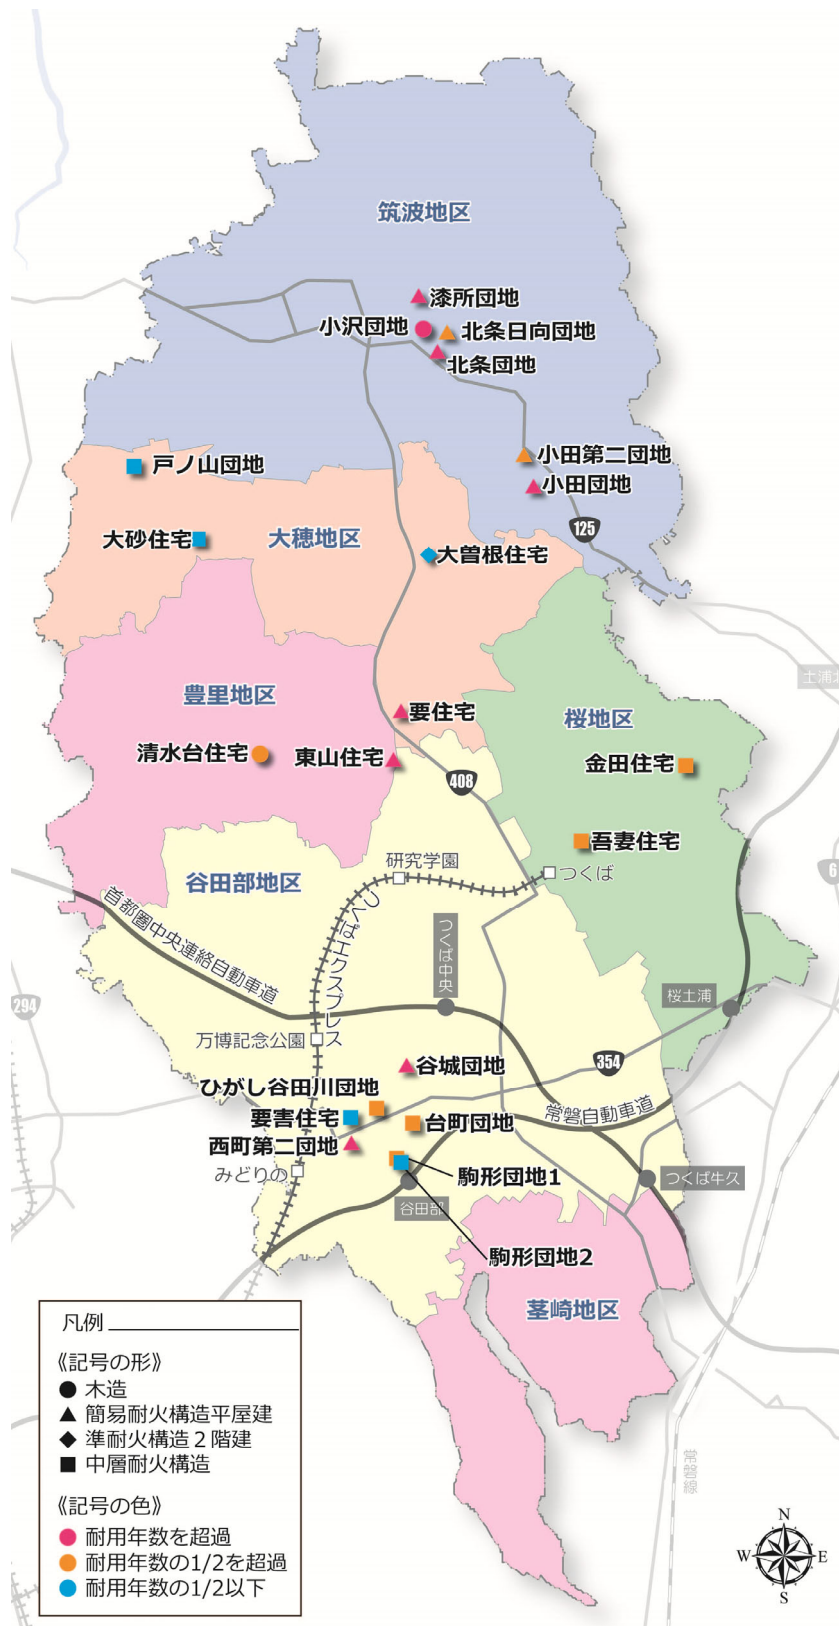 筑波地区
漆所団地
小沢団地
北条日向団地
北条団地
小田第二団地
小田団地
戸ノ山団地
125
大砂住宅
大穂地区
大曽根住宅
土浦北
豊里地区
要住宅
桜地区
清水台住宅
東山住宅
金田住宅
408
吾妻住宅
研究学園
つくば
6
谷田部地区
首都圏中央連絡自動車道
つくばエクスプレス
つくば中央
桜土浦
294
万博記念公園
354
谷城団地
ひがし谷田川団地
要害住宅
台町団地
常磐自動車道
西町第二団地
みどりの
駒形団地1
つくば牛久
谷田部
駒形団地2
茎崎地区
凡例
《記号の形》
木造
簡易耐火構造平屋建
準耐火構造2階建
中層耐火構造
《記号の色》
耐用年数を超過
耐用年数の1/2を超過
耐用年数の1/2以下
常磐線
N
W
E
S